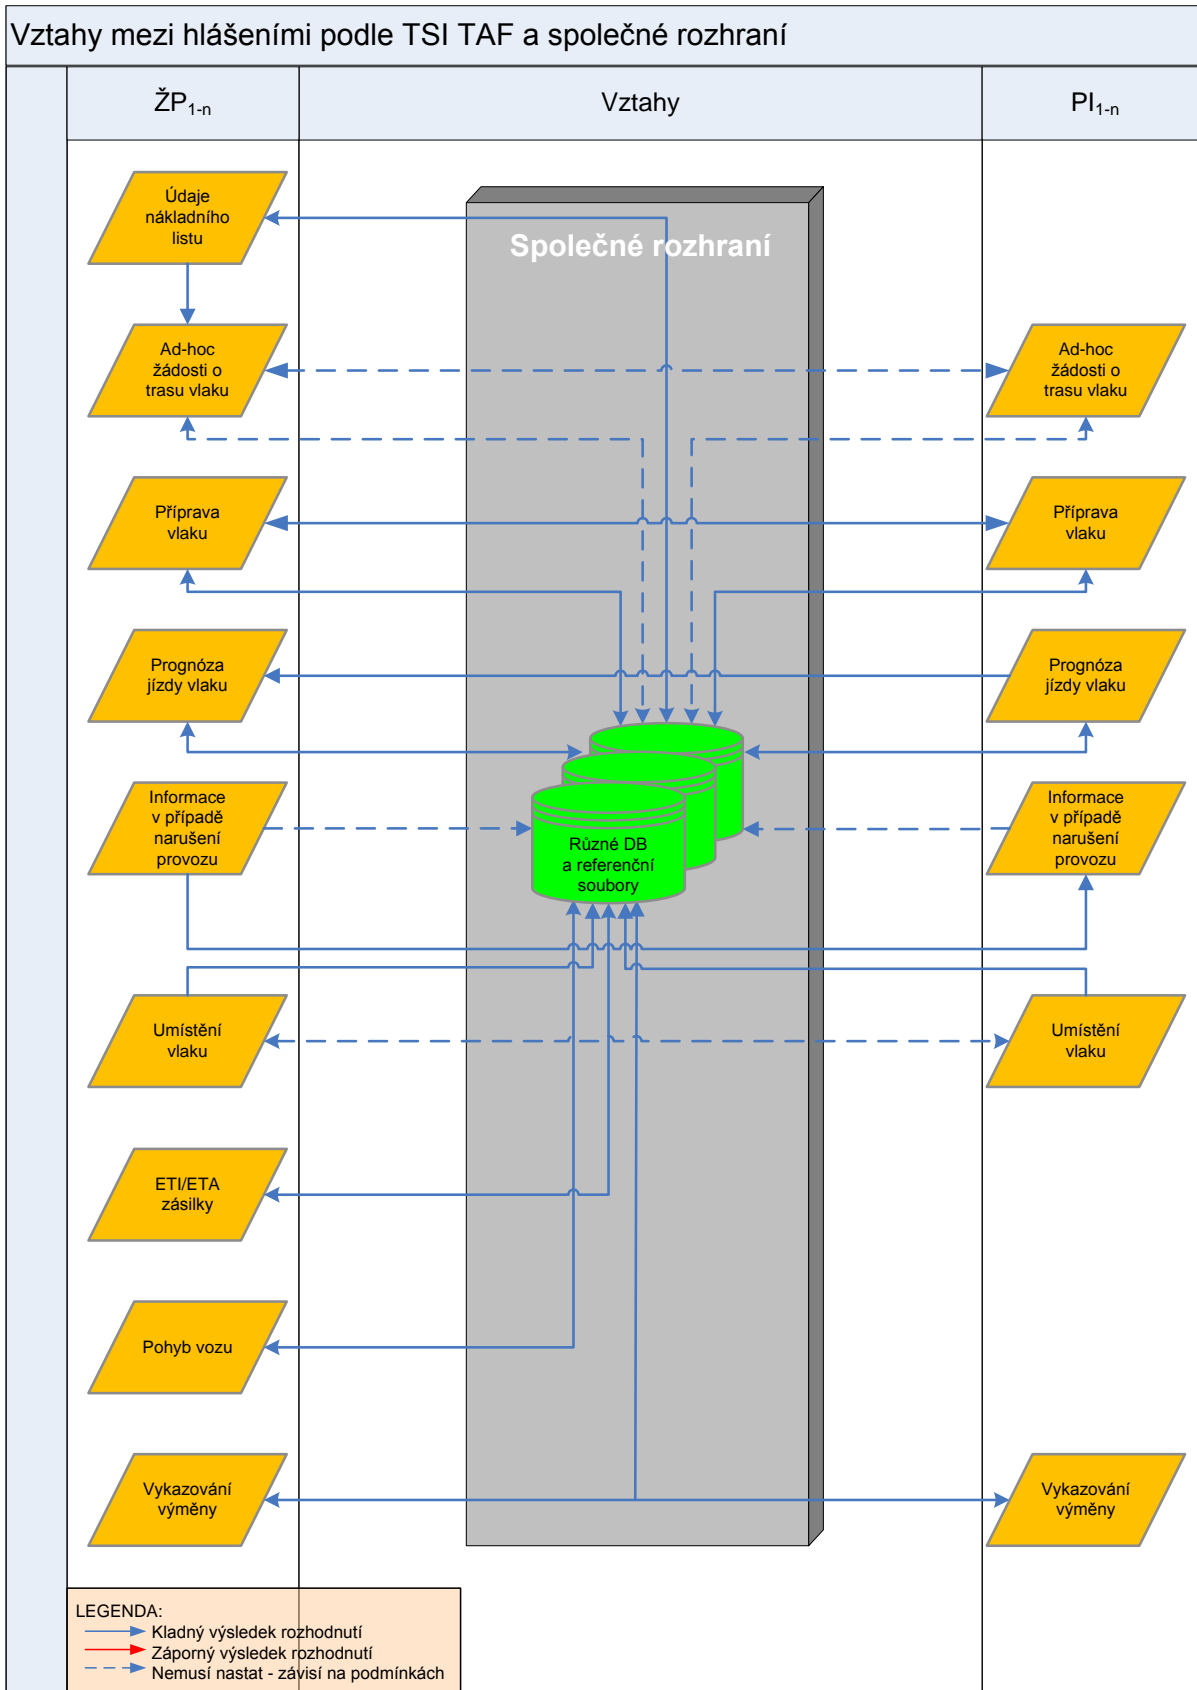 Vztahy mezi hlášeními podle TSI TAF a společné rozhraní
ŽP1-n
Vztahy
PI1-n
Údaje
nákladního
listu
Společné rozhraní
Ad-hoc
žádosti o
trasu vlaku
Ad-hoc
žádosti o
trasu vlaku
Příprava
vlaku
Příprava
vlaku
Prognóza
jízdy vlaku
Prognóza
jízdy vlaku
Informace
v případě
narušení
provozu
Různé DB
a referenční
soubory
Informace
v případě
narušení
provozu
Umístění
vlaku
Umístění
vlaku
ETI/ETA
zásilky
Pohyb vozu
Vykazování
výměny
Vykazování
výměny
LEGENDA:
Kladný výsledek rozhodnutí
Záporný výsledek rozhodnutí
Nemusí nastat - závisí na podmínkách